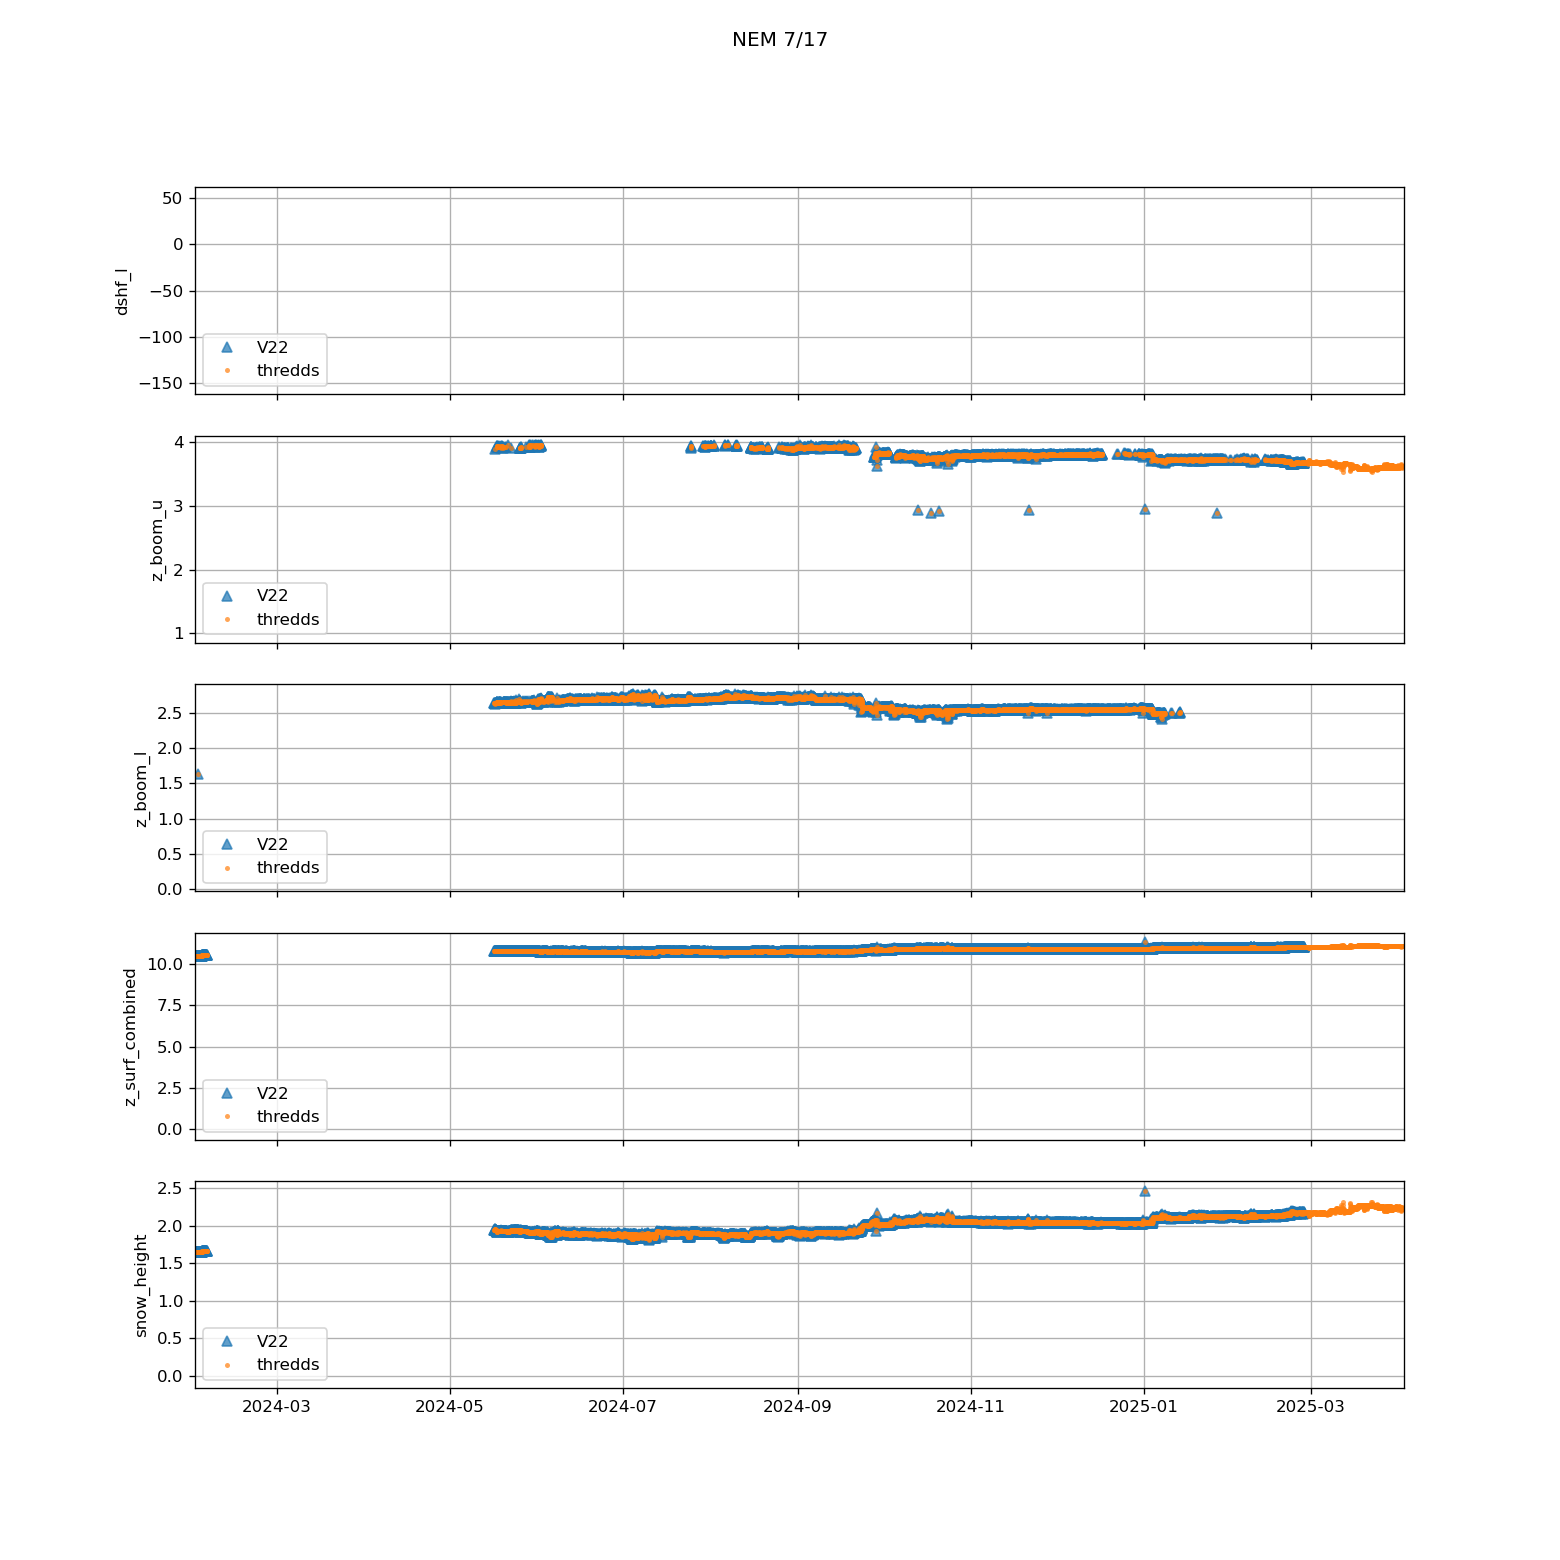 NEM 7/17
50
0
−50
−100
−150
dshf_l
V22
thredds
4
3
2
1
z_boom_u
V22
thredds
2.5
2.0
1.5
1.0
0.5
0.0
z_boom_l
V22
thredds
10.0
7.5
5.0
2.5
0.0
z_surf_combined
V22
thredds
2.5
2.0
1.5
1.0
0.5
0.0
snow_height
V22
thredds
2024-03 2024-05 2024-07 2024-09 2024-11 2025-01 2025-03